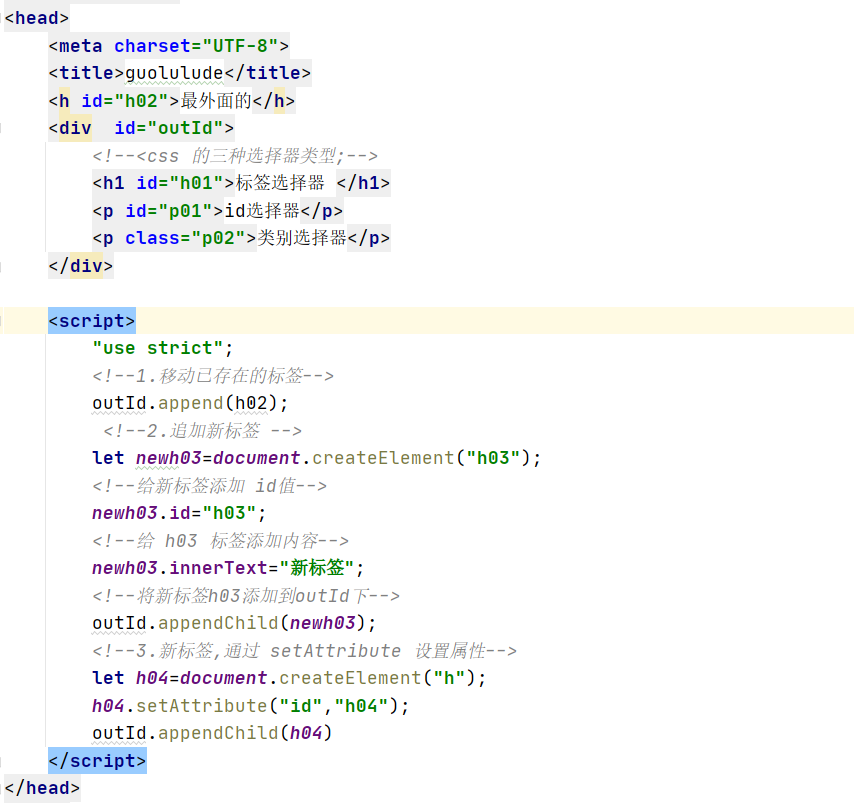 <head>
    <meta charset="UTF-8">
    <title>guolulude</title>
    <h id="h02">最外面的</h>
    <div  id="outId">
        <!--<css 的三种选择器类型;-->
        <h1 id="h01">标签选择器 </h1>
        <p id="p01">id选择器</p>
        <p class="p02">类别选择器</p>
    </div>
    <script>
        "use strict";
        <!--1.移动已存在的标签-->
        outId.append(h02);
         <!--2.追加新标签 -->
        let newh03=document.createElement("h03");
        <!--给新标签添加 id值-->
        newh03.id="h03";
        <!--给 h03 标签添加内容-->
        newh03.innerText="新标签";
        <!--将新标签h03添加到outId下-->
        outId.appendChild(newh03);
        <!--3.新标签,通过 setAttribute 设置属性-->
        let h04=document.createElement("h");
        h04.setAttribute("id","h04");
        outId.appendChild(h04)
    </script>
</head>